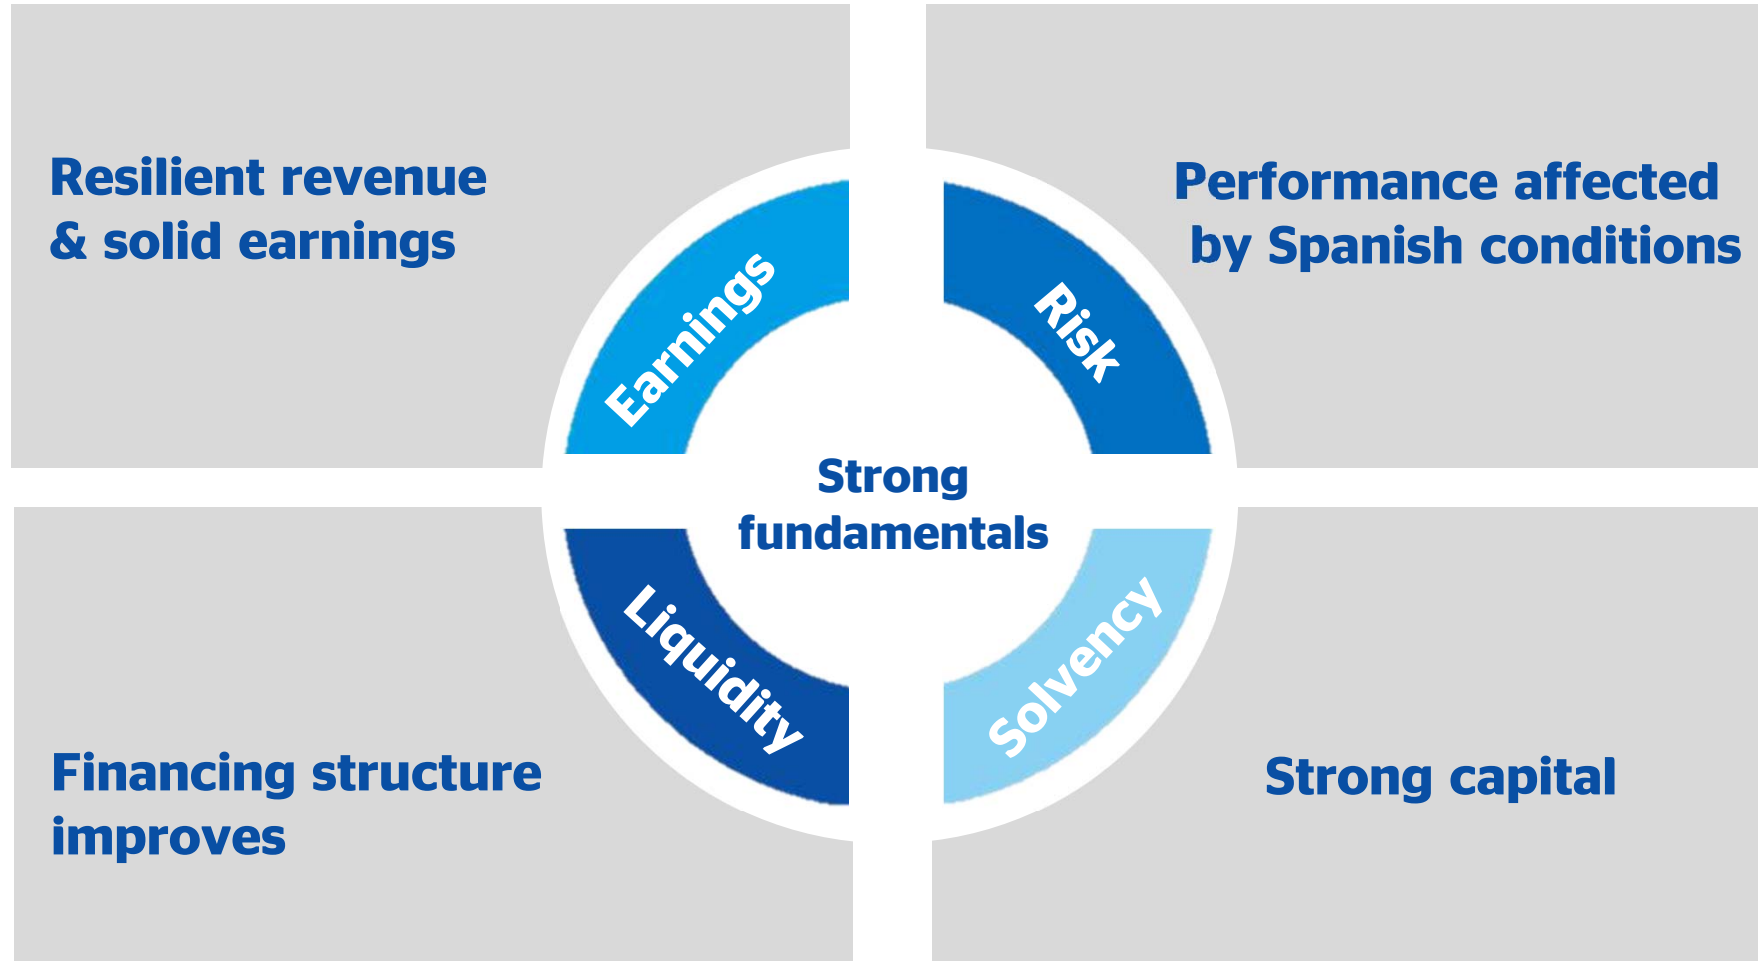 Resilient revenue
& solid earnings
Performance affected
by Spanish conditions
Earnings
Risk
Strong
fundamentals
Liquidity
Solvency
Financing structure
improves
Strong capital